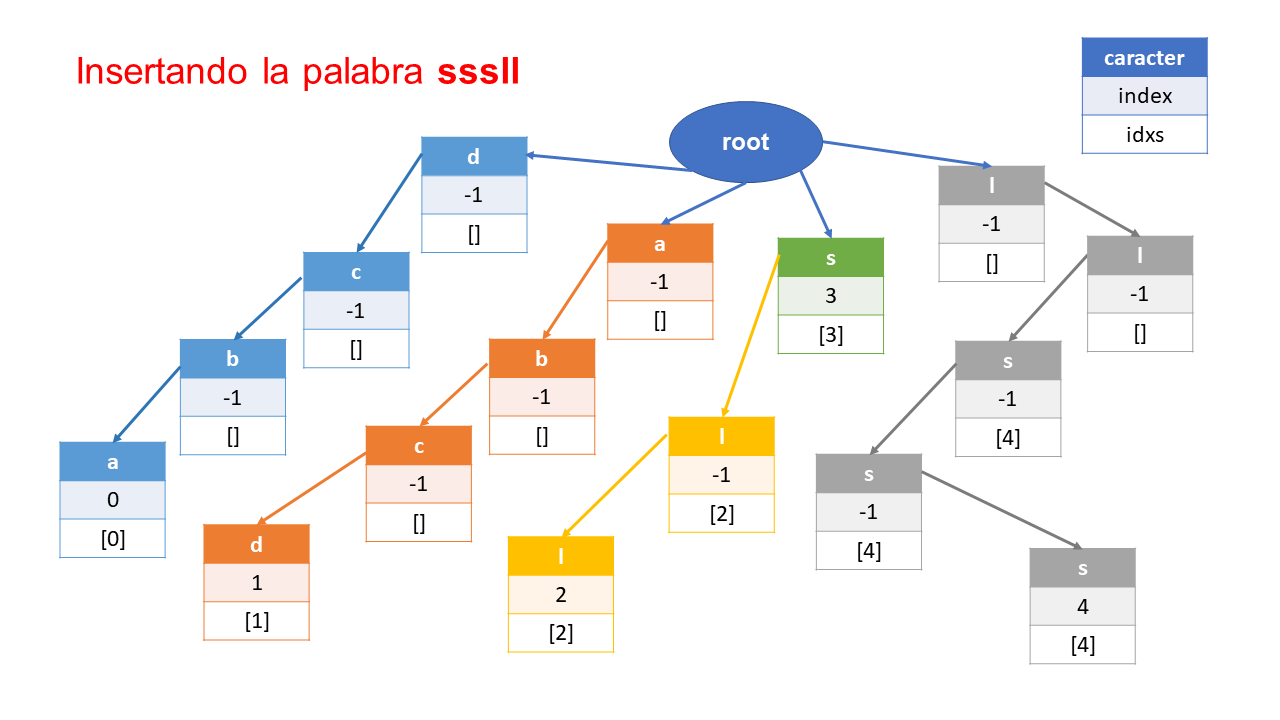 Insertando la palabra sssll
caracter
index
idxs
root
d
-1
[]
c
-1
[]
b
-1
[]
a
0
[0]
a
-1
[]
b
-1
[]
c
-1
[]
d
1
[1]
s
3
[3]
l
-1
[2]
l
2
[2]
l
-1
[]
l
-1
[]
s
-1
[4]
s
-1
[4]
s
4
[4]